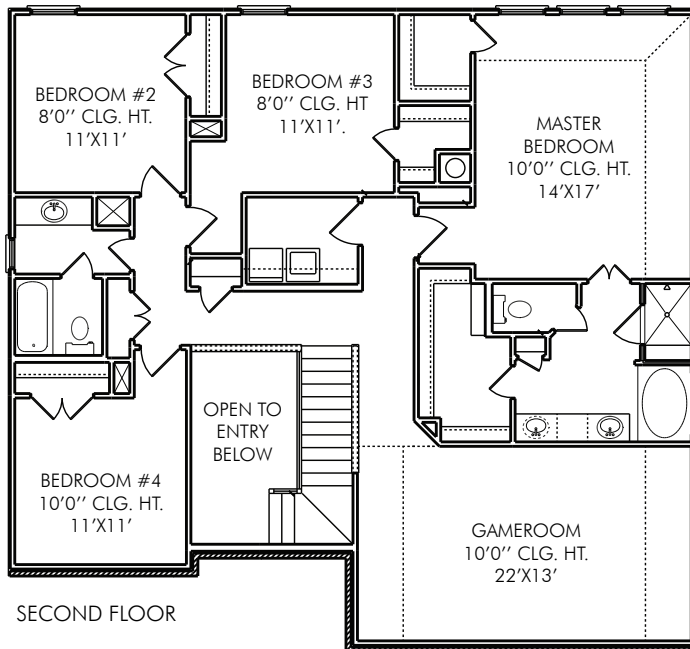 BEDROOM #2
8'0'' CLG. HT.
11'X11'
BEDROOM #3
8'0'' CLG. HT
11'X11'.
MASTER
BEDROOM
10'0'' CLG. HT.
14'X17'
OPEN TO
ENTRY
BELOW
BEDROOM #4
10'0'' CLG. HT.
11'X11'
GAMEROOM
10'0'' CLG. HT.
22'X13'
SECOND FLOOR